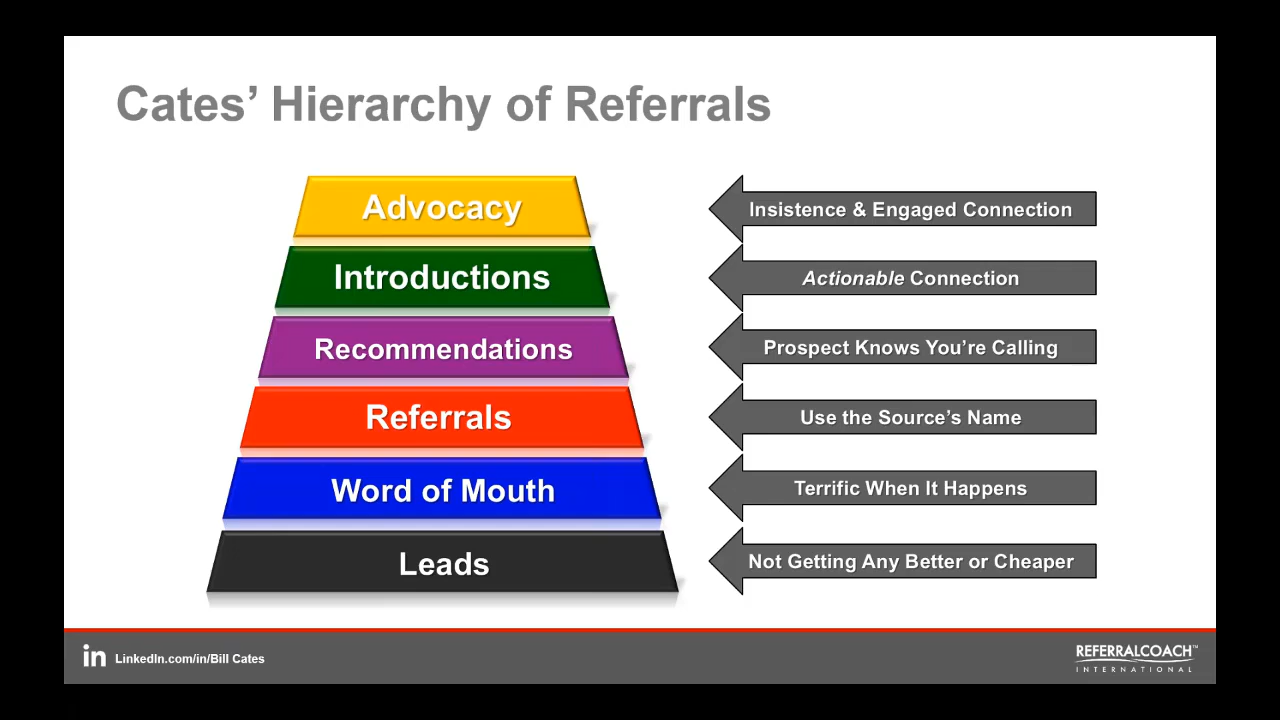 Cates’ Hierarchy of Referrals
Advocacy
Insistence & Engaged Connection
Introductions
Actionable Connection
Recommendations
Prospect Knows You’re Calling
Referrals
Use the Source’s Name
Word of Mouth
Terrific When It Happens
Leads
Not Getting Any Better or Cheaper
in
LinkedIn.com/in/Bill Cates
REFERRALCOACH™
INTERNATIONAL